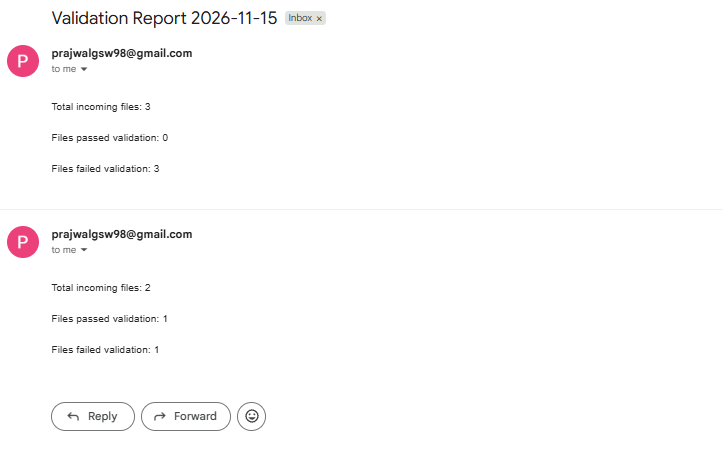 Validation Report 2026-11-15 Inbox ×
P prajwalgsw98@gmail.com
to me
Total incoming files: 3
Files passed validation: 0
Files failed validation: 3
P prajwalgsw98@gmail.com
to me
Total incoming files: 2
Files passed validation: 1
Files failed validation: 1
Reply Forward